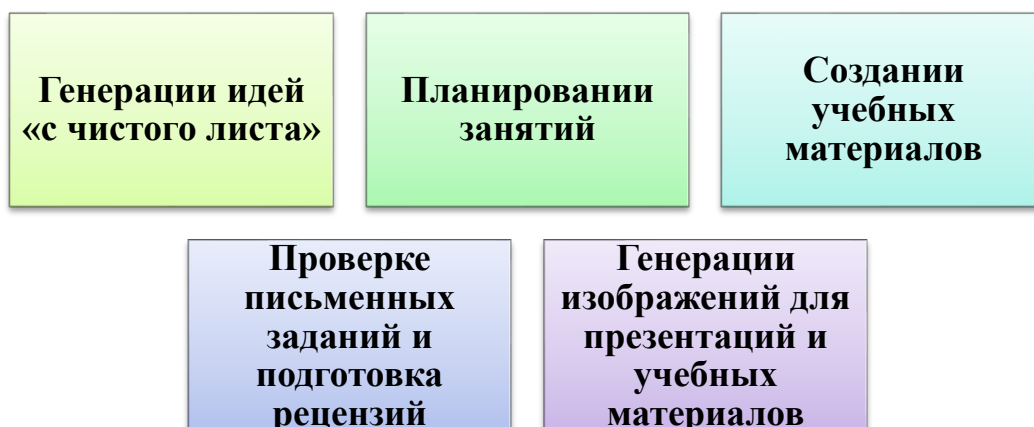 Генерации идей
«с чистого листа»
Планировании
занятий
Создании
учебных
материалов
Проверке
письменных
заданий и
подготовка
рецензий
Генерации
изображений для
презентаций и
учебных
материалов